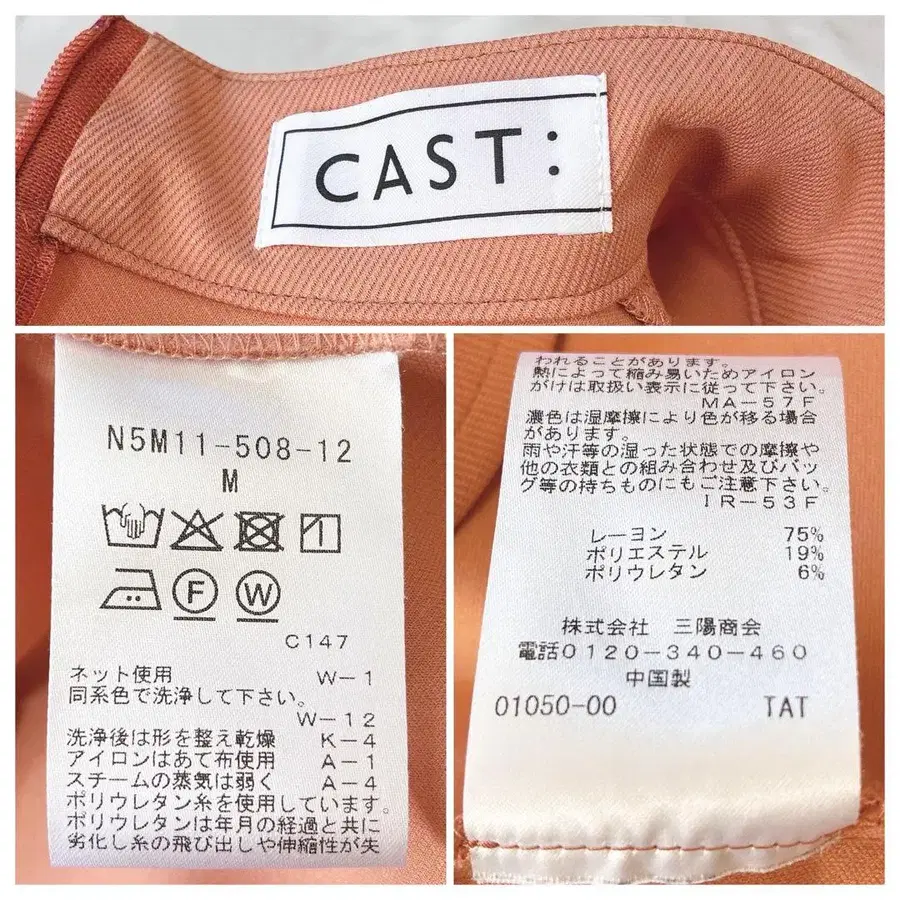 CAST:
N5M11-508-12
M
F W
C147
ネット使用 W-1
同系色で洗浄して下さい。
W-12
洗浄後は形を整え乾燥 K-4
アイロンはあて布使用 A-1
スチームの蒸気は弱く A-4
ポリウレタン糸を使用しています。
ポリウレタンは年月の経過と共に
劣化し糸の飛び出しや伸縮性が失
われることがあります。
熱によって縮み易いためアイロン
がけは取扱い表示に従って下さい。
MA-57F
濃色は湿摩擦により色が移る場合
があります。
雨や汗等の湿った状態での摩擦や
他の衣類との組み合わせ及びバッ
グ等の持ちものにもご注意下さい。
IR-53F
レーヨン 75%
ポリエステル 19%
ポリウレタン 6%
株式会社 三陽商会
電話0120-340-460
中国製
01050-00 TAT